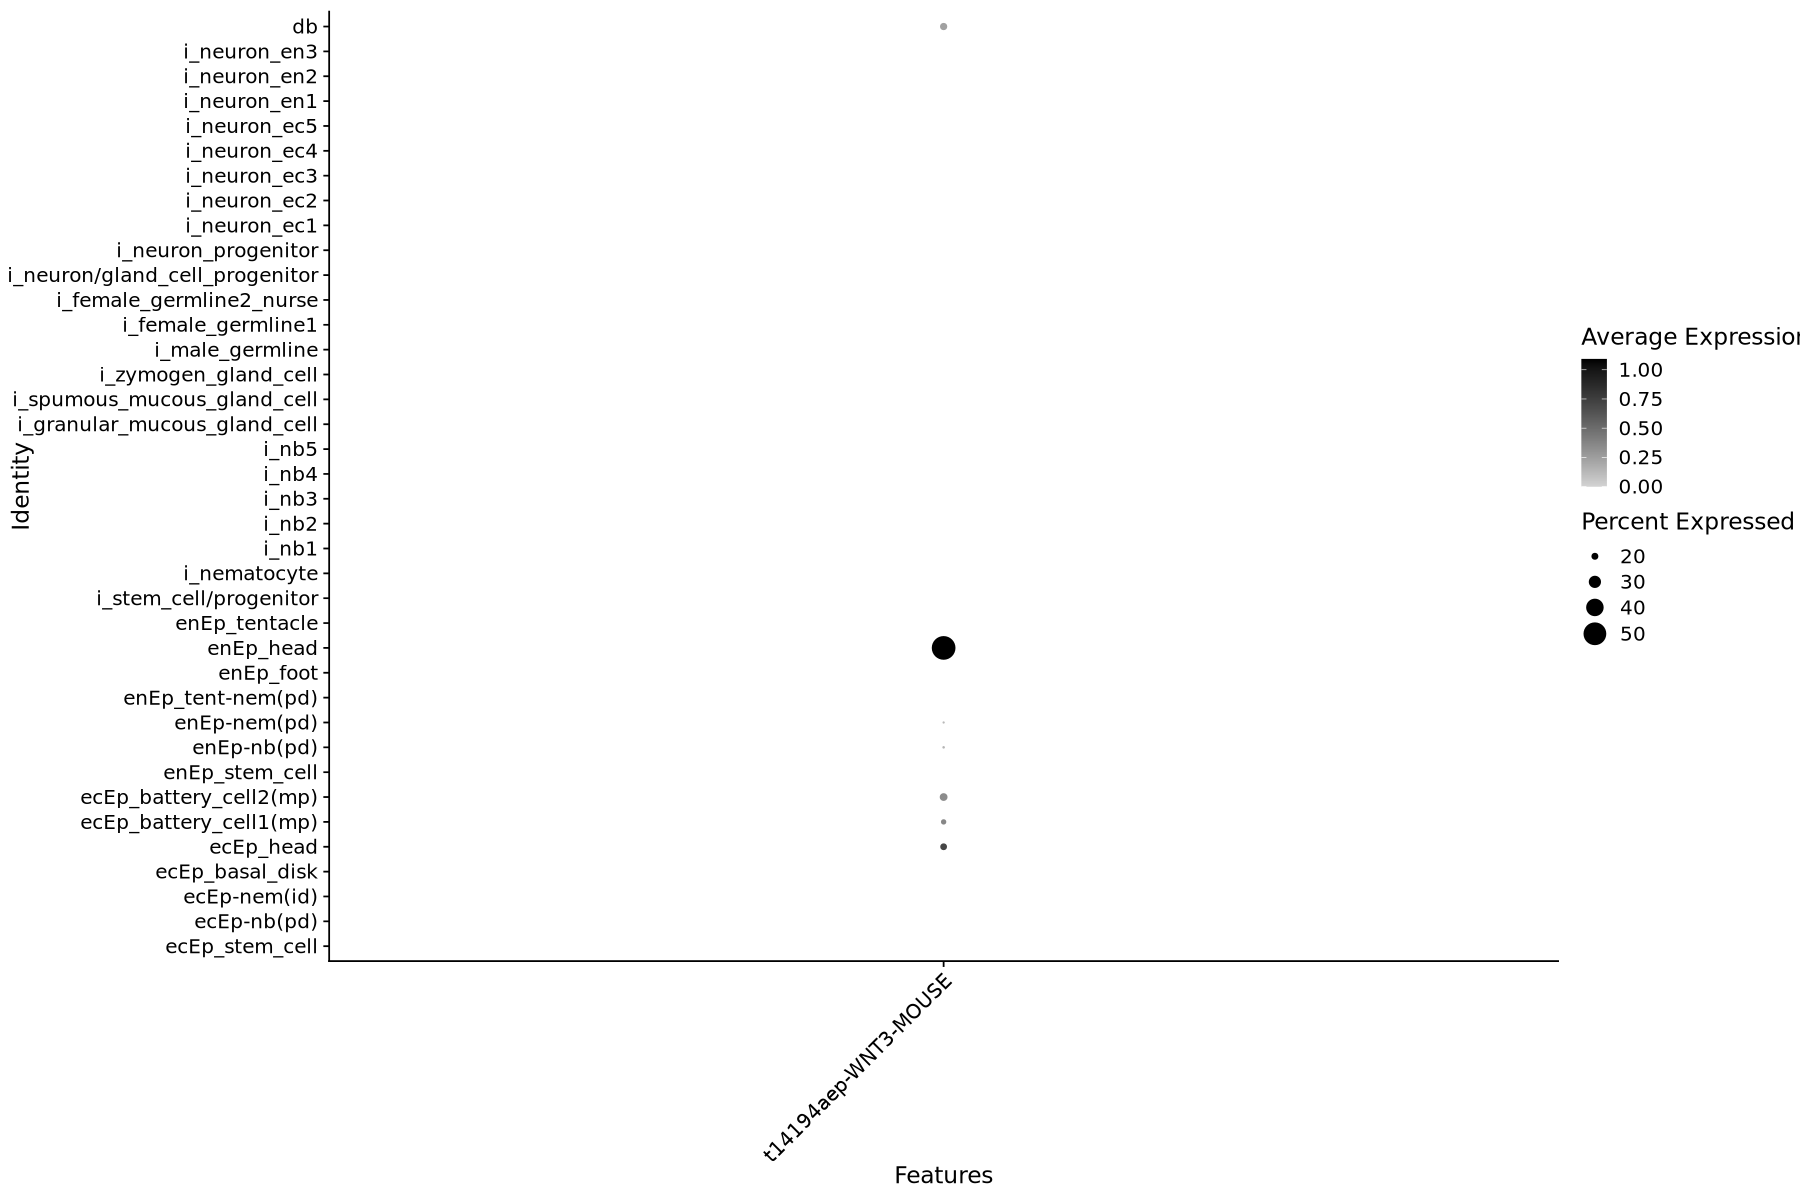 db
i_neuron_en3
i_neuron_en2
i_neuron_en1
i_neuron_ec5
i_neuron_ec4
i_neuron_ec3
i_neuron_ec2
i_neuron_ec1
i_neuron_progenitor
i_neuron/gland_cell_progenitor
i_female_germline2_nurse
i_female_germline1
i_male_germline
i_zymogen_gland_cell
i_spumous_mucous_gland_cell
i_granular_mucous_gland_cell
i_nb5
i_nb4
i_nb3
i_nb2
i_nb1
i_nematocyte
i_stem_cell/progenitor
enEp_tentacle
enEp_head
enEp_foot
enEp_tent-nem(pd)
enEp-nem(pd)
enEp-nb(pd)
enEp_stem_cell
ecEp_battery_cell2(mp)
ecEp_battery_cell1(mp)
ecEp_head
ecEp_basal_disk
ecEp-nem(id)
ecEp-nb(pd)
ecEp_stem_cell
Identity
t14194aep-WNT3-MOUSE
Features
Average Expression
1.00
0.75
0.50
0.25
0.00
Percent Expressed
20
30
40
50